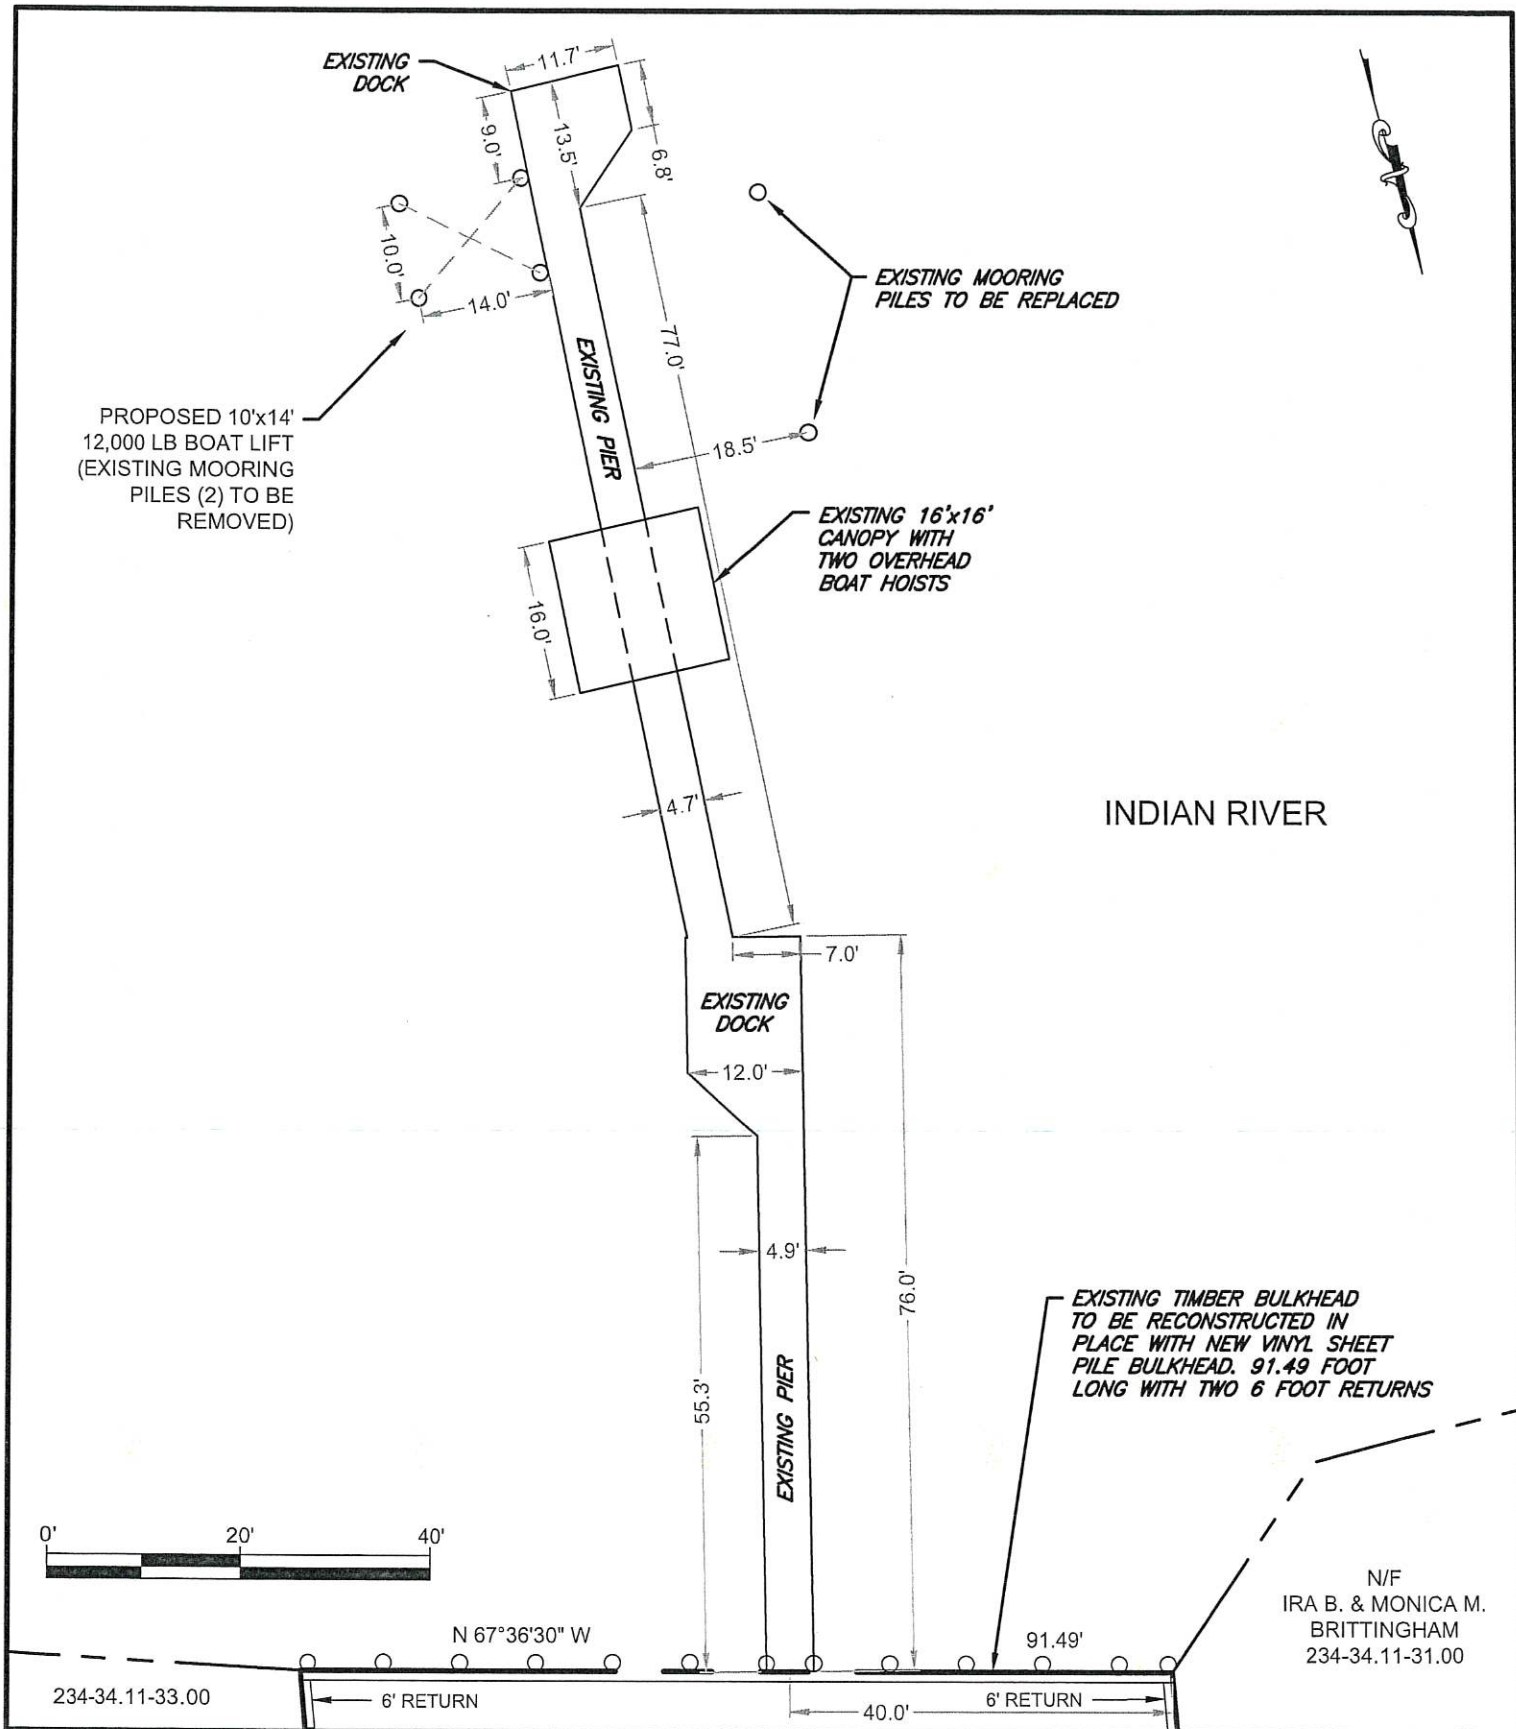 11.7'
EXISTING
DOCK
9.0'
13.5'
6.8'
10.0'
14.0'
EXISTING MOORING
PILES TO BE REPLACED
77.0'
EXISTING PIER
PROPOSED 10'x14'
12,000 LB BOAT LIFT
(EXISTING MOORING
PILES (2) TO BE
REMOVED)
18.5'
EXISTING 16'x16'
CANOPY WITH
TWO OVERHEAD
BOAT HOISTS
16.0'
4.7'
INDIAN RIVER
7.0'
EXISTING
DOCK
12.0'
4.9'
76.0'
EXISTING TIMBER BULKHEAD
TO BE RECONSTRUCTED IN
PLACE WITH NEW VINYL SHEET
PILE BULKHEAD. 91.49 FOOT
LONG WITH TWO 6 FOOT RETURNS
55.3'
EXISTING PIER
0' 20' 40'
N/F
IRA B. & MONICA M.
BRITTINGHAM
234-34.11-31.00
N 67°36'30" W
91.49'
234-34.11-33.00
6' RETURN
6' RETURN
40.0'